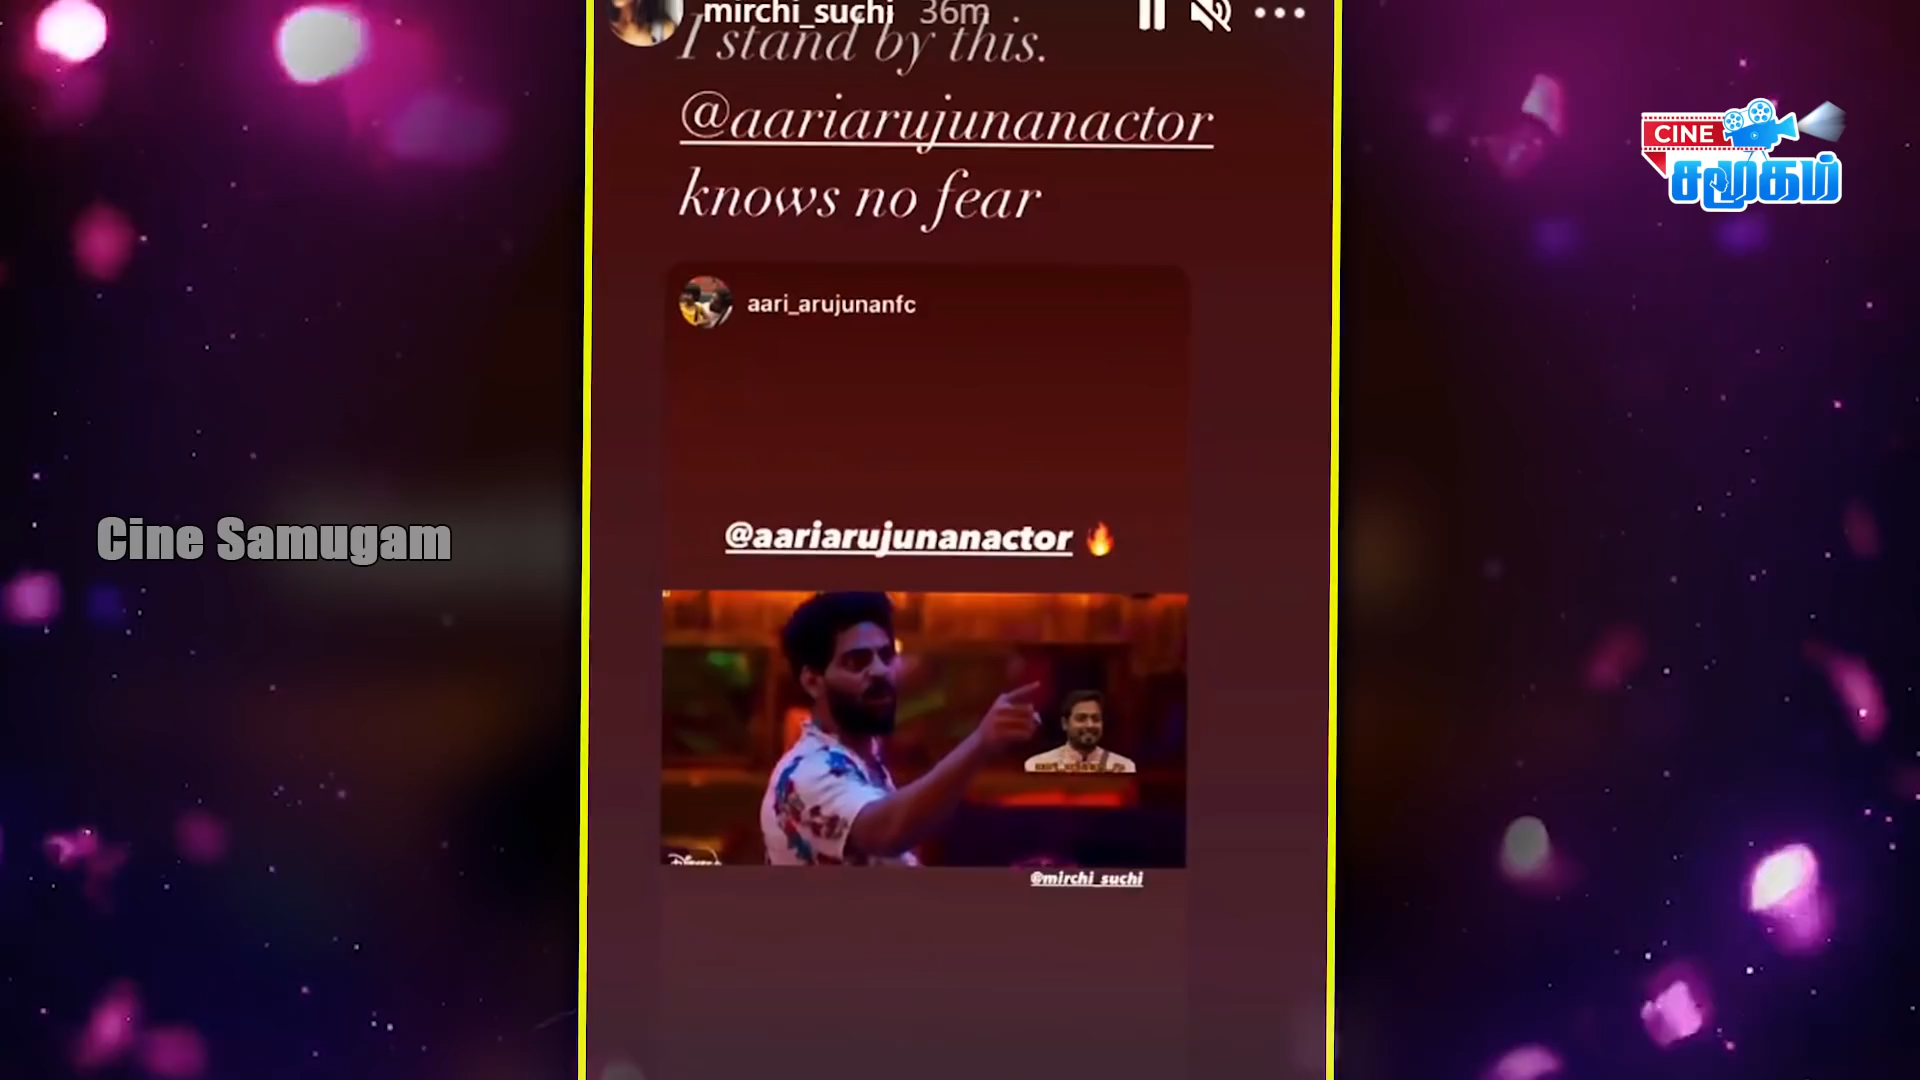 mirchi_suchi 36m
I stand by this.
@aariarujunanactor
knows no fear
CINE
சமூகம்
aari_arujunanfc
Cine Samugam
@aariarujunanactor
@mirchi_suchi